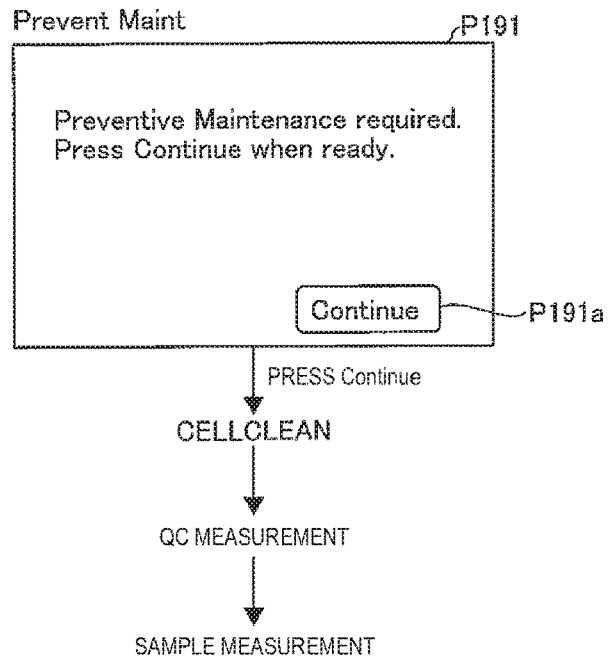 Prevent Maint
P191
Preventive Maintenance required.
Press Continue when ready.
Continue
P191a
PRESS Continue
CELLCLEAN
QC MEASUREMENT
SAMPLE MEASUREMENT